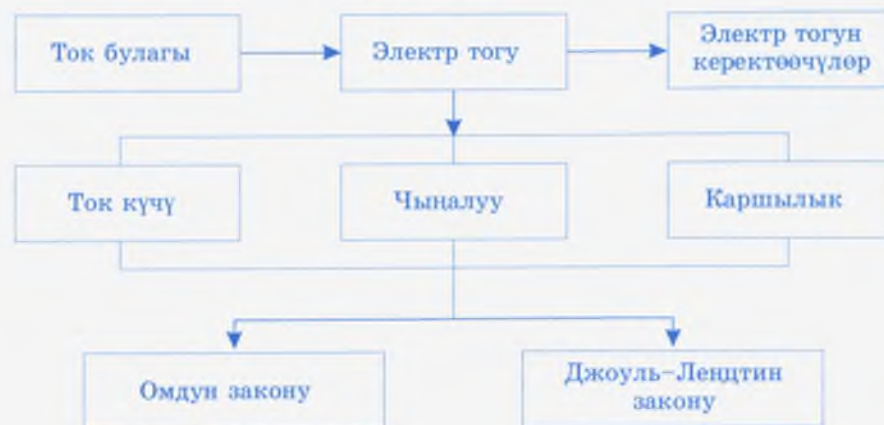 Ток булагы
Электр тогу
Электр тогун
керектөөчүлөр
Ток күчү
Чыңалуу
Каршылык
Омдун закону
Джоуль–Ленцтин
закону